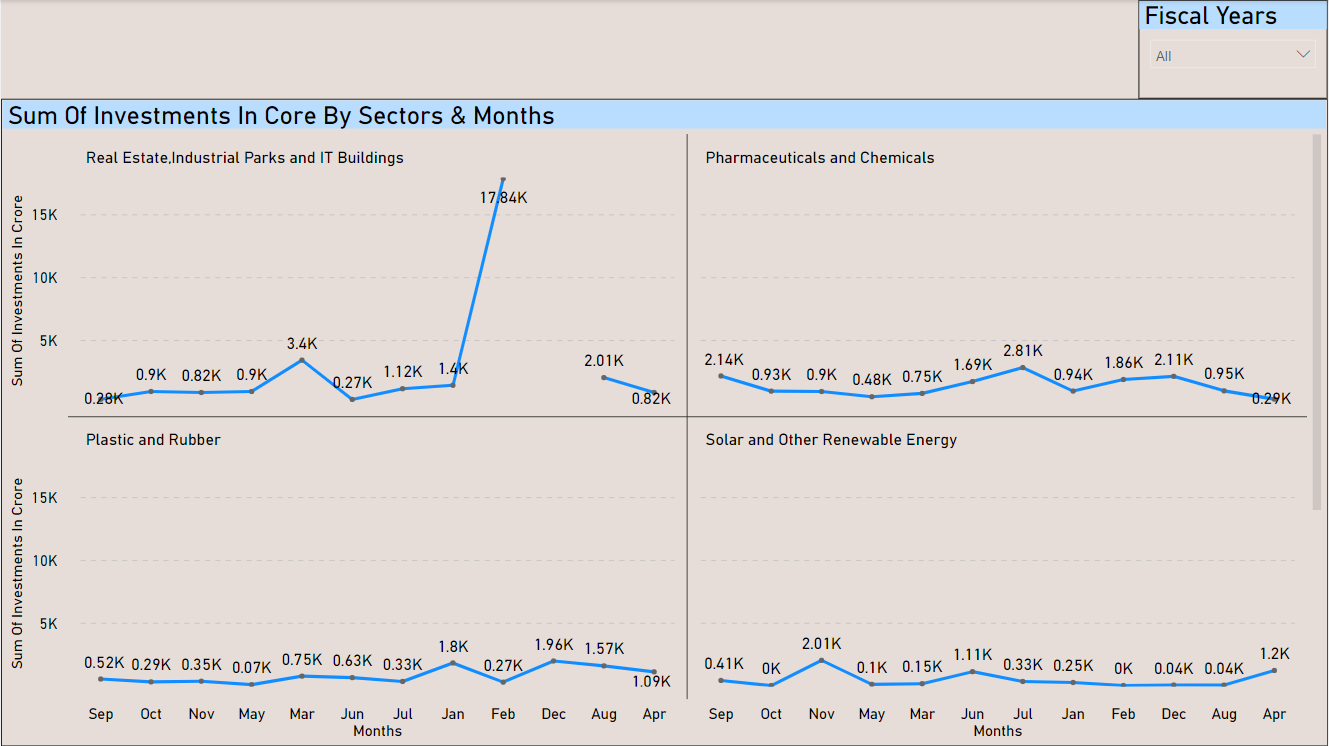 Fiscal Years
All
Sum Of Investments In Core By Sectors & Months
Real Estate,Industrial Parks and IT Buildings
Sum Of Investments In Crore
15K
10K
5K
0.28K
0.9K
0.82K
0.9K
3.4K
0.27K
1.12K
1.4K
17.84K
2.01K
0.82K
Pharmaceuticals and Chemicals
2.14K
0.93K
0.9K
0.48K
0.75K
1.69K
2.81K
0.94K
1.86K
2.11K
0.95K
0.29K
Plastic and Rubber
Sum Of Investments In Crore
15K
10K
5K
0.52K
0.29K
0.35K
0.07K
0.75K
0.63K
0.33K
1.8K
0.27K
1.96K
1.57K
1.09K
Sep Oct Nov May Mar Jun Jul Jan Feb Dec Aug Apr
Months
Solar and Other Renewable Energy
0.41K
0K
2.01K
0.1K
0.15K
1.11K
0.33K
0.25K
0K
0.04K
0.04K
1.2K
Sep Oct Nov May Mar Jun Jul Jan Feb Dec Aug Apr
Months